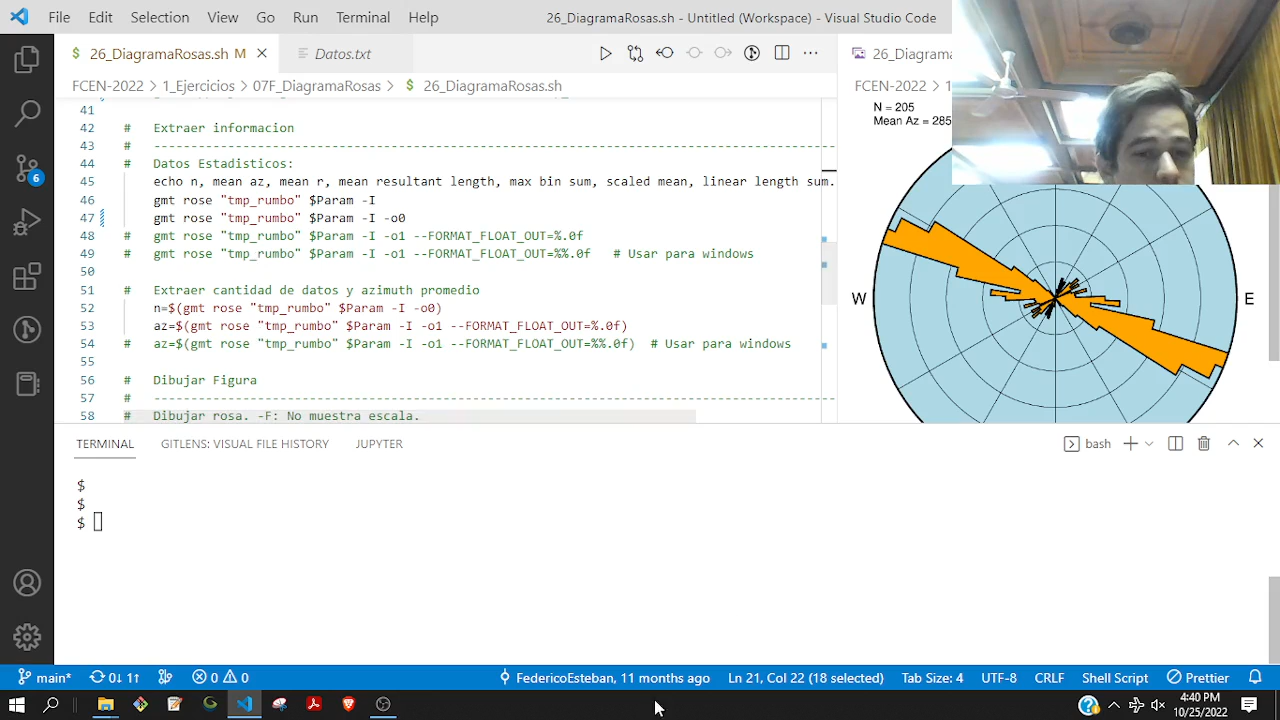 File Edit Selection View Go Run Terminal Help 26_DiagramaRosas.sh - Untitled (Workspace) - Visual Studio Code
$ 26_DiagramaRosas.sh M Datos.txt 26_Diagrama
FCEN-2022 > 1_Ejercicios > 07F_DiagramaRosas > $ 26_DiagramaRosas.sh FCEN-2022 > 1
41
42 # Extraer informacion
43 # -----------------------------------------------------------------------------
44 # Datos Estadisticos:
45 echo n, mean az, mean r, mean resultant length, max bin sum, scaled mean, linear length sum.
46 gmt rose "tmp_rumbo" $Param -I
47 gmt rose "tmp_rumbo" $Param -I -o0
48 # gmt rose "tmp_rumbo" $Param -I -o1 --FORMAT_FLOAT_OUT=%.0f
49 # gmt rose "tmp_rumbo" $Param -I -o1 --FORMAT_FLOAT_OUT=%%.0f # Usar para windows
50
51 # Extraer cantidad de datos y azimuth promedio
52 n=$(gmt rose "tmp_rumbo" $Param -I -o0)
53 az=$(gmt rose "tmp_rumbo" $Param -I -o1 --FORMAT_FLOAT_OUT=%.0f)
54 # az=$(gmt rose "tmp_rumbo" $Param -I -o1 --FORMAT_FLOAT_OUT=%%.0f) # Usar para windows
55
56 # Dibujar Figura
57 # -----------------------------------------------------------------------------
58 # Dibujar rosa. -F: No muestra escala.
N = 205
Mean Az = 285
W E
TERMINAL GITLENS: VISUAL FILE HISTORY JUPYTER bash
$
$
$
6
main* 0↓ 1↑ 0 0 FedericoEsteban, 11 months ago Ln 21, Col 22 (18 selected) Tab Size: 4 UTF-8 CRLF Shell Script Prettier
4:40 PM
10/25/2022